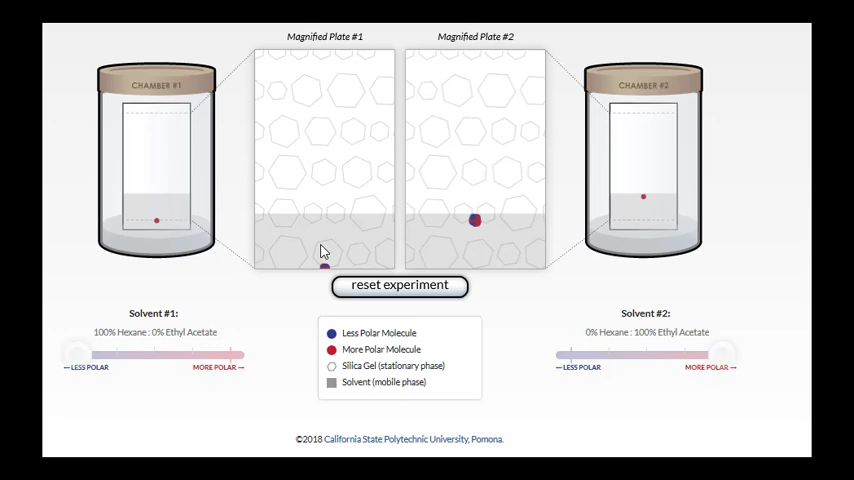 Magnified Plate #1
Magnified Plate #2
CHAMBER #1
CHAMBER #2
reset experiment
Solvent #1:
100% Hexane : 0% Ethyl Acetate
←LESS POLAR
MORE POLAR→
Less Polar Molecule
More Polar Molecule
Silica Gel (stationary phase)
Solvent (mobile phase)
Solvent #2:
0% Hexane : 100% Ethyl Acetate
←LESS POLAR
MORE POLAR→
©2018 California State Polytechnic University, Pomona.